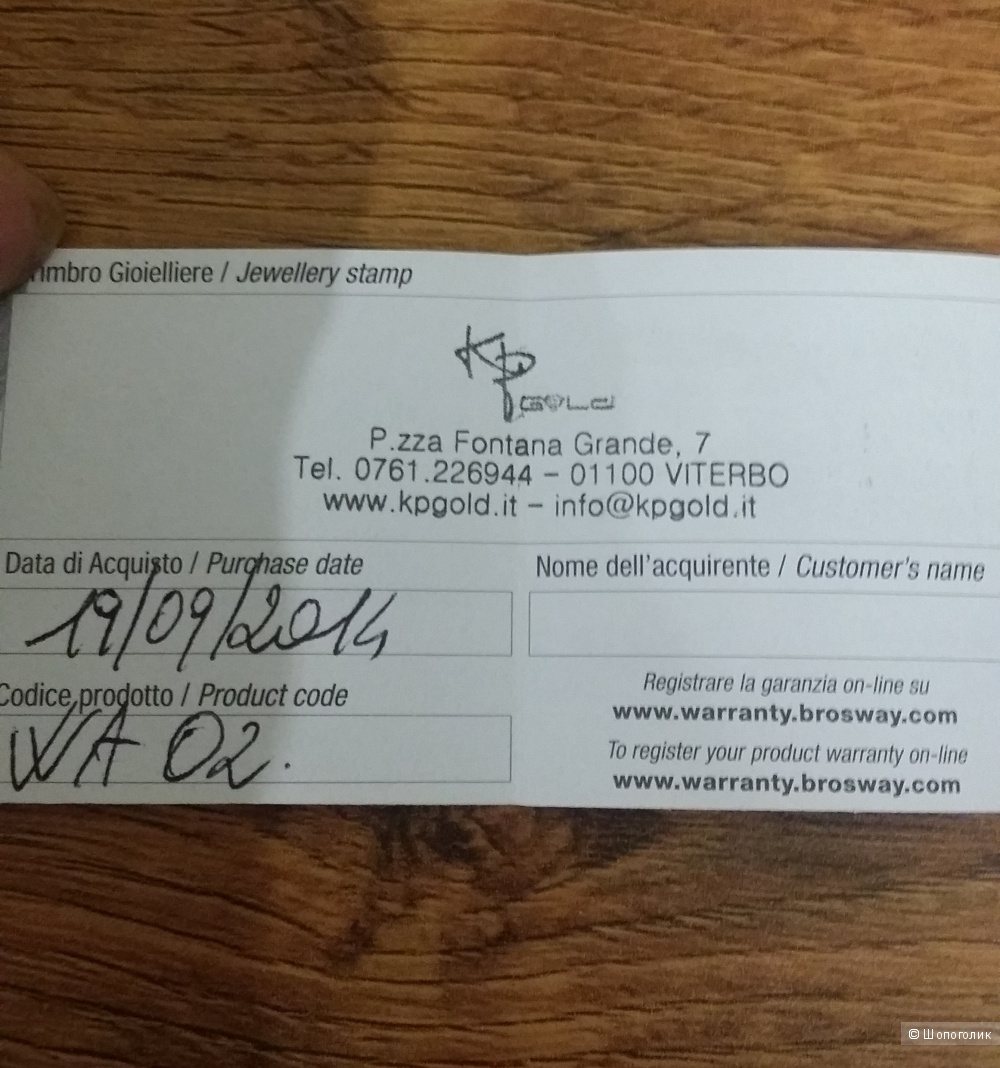 Timbro Gioielliere / Jewellery stamp
Kp GOLD
P.zza Fontana Grande, 7
Tel. 0761.226944 – 01100 VITERBO
www.kpgold.it – info@kpgold.it
Data di Acquisto / Purchase date
19/09/2014
Nome dell'acquirente / Customer's name
Codice prodotto / Product code
WA 02.
Registrare la garanzia on-line su
www.warranty.brosway.com
To register your product warranty on-line
www.warranty.brosway.com
© Шопоголик